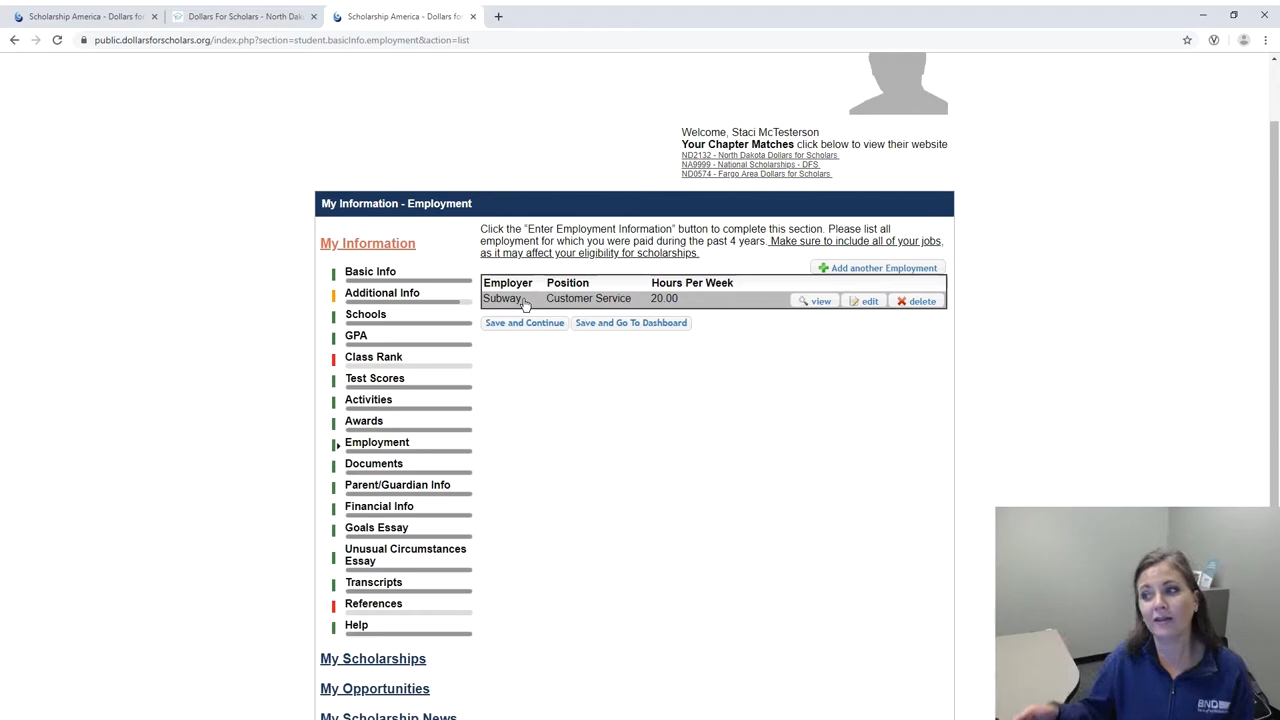 Scholarship America - Dollars for
Dollars For Scholars - North Dak
Scholarship America - Dollars for
public.dollarsforscholars.org/index.php?section=student.basicInfo.employment&action=list
Welcome, Staci McTesterson
Your Chapter Matches click below to view their website
ND2132 - North Dakota Dollars for Scholars
NA9999 - National Scholarships - DFS
ND0574 - Fargo Area Dollars for Scholars
My Information - Employment
My Information
Basic Info
Additional Info
Schools
GPA
Class Rank
Test Scores
Activities
Awards
Employment
Documents
Parent/Guardian Info
Financial Info
Goals Essay
Unusual Circumstances
Essay
Transcripts
References
Help
My Scholarships
My Opportunities
My Scholarship News
Click the "Enter Employment Information" button to complete this section. Please list all
employment for which you were paid during the past 4 years. Make sure to include all of your jobs,
as it may affect your eligibility for scholarships.
Add another Employment
Employer Position Hours Per Week
Subway Customer Service 20.00 view edit delete
Save and Continue Save and Go To Dashboard
BND